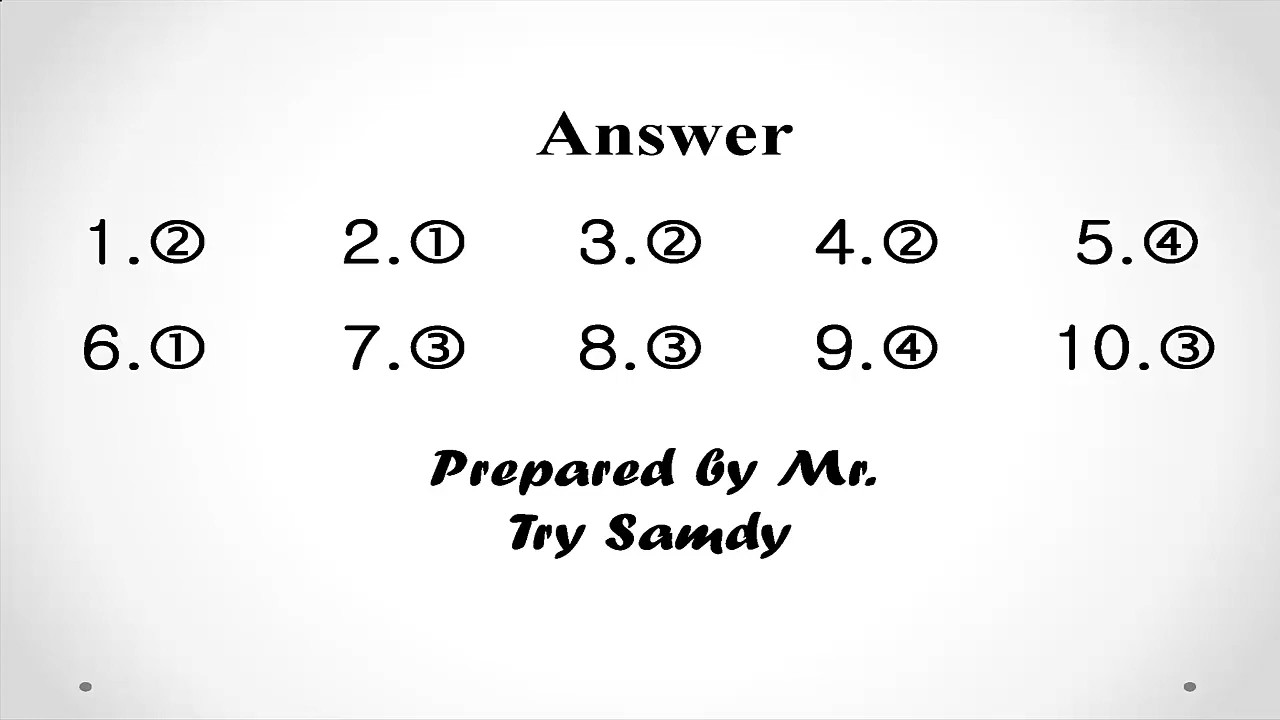 Answer
1.② 2.① 3.② 4.② 5.④
6.① 7.③ 8.③ 9.④ 10.③
Prepared by Mr.
Try Samdy